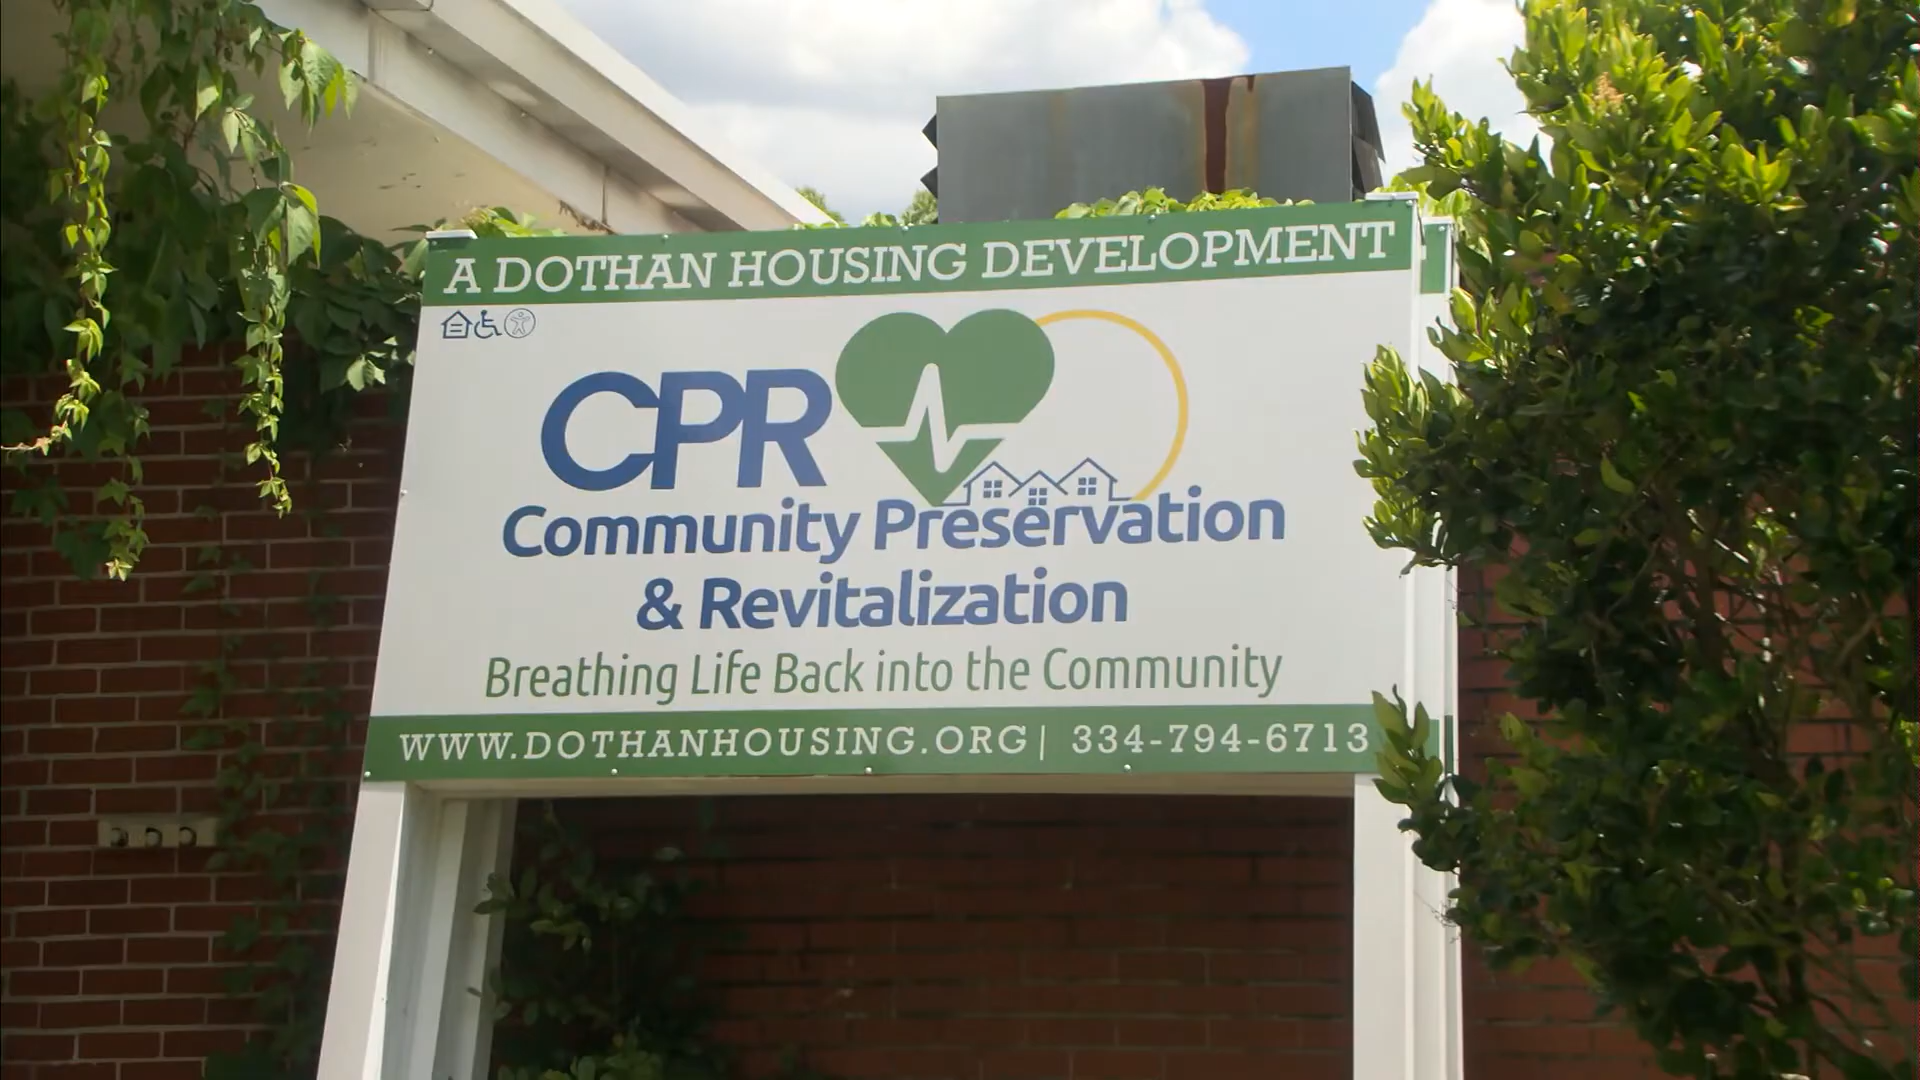 A DOTHAN HOUSING DEVELOPMENT
CPR
Community Preservation
& Revitalization
Breathing Life Back into the Community
WWW.DOTHANHOUSING.ORG| 334-794-6713